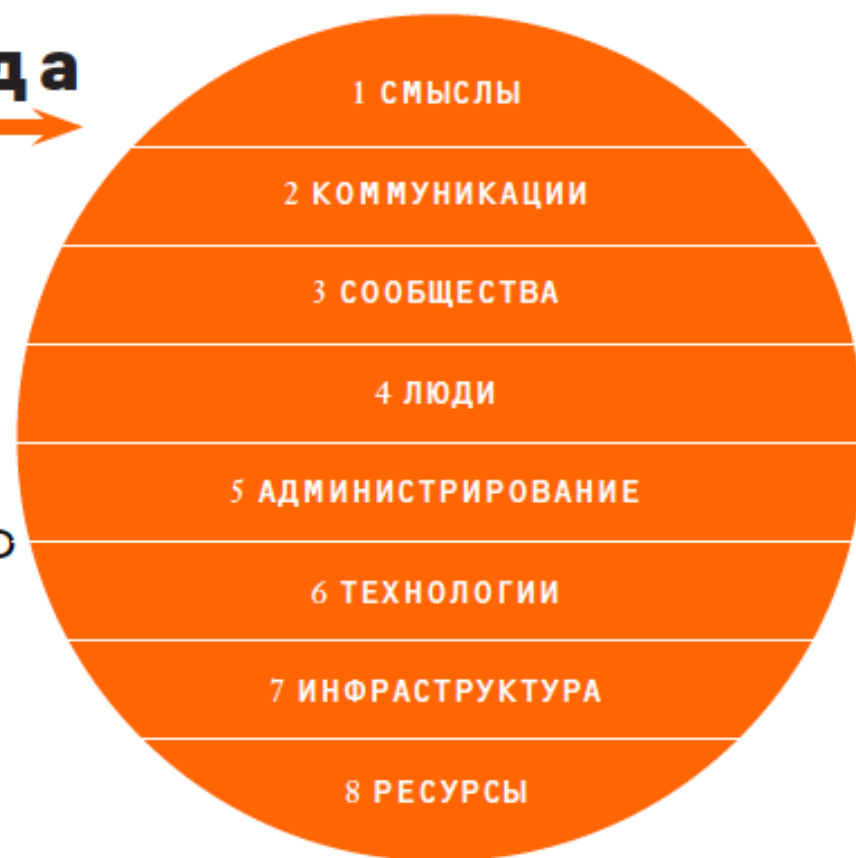 да
1 СМЫСЛЫ
2 КОММУНИКАЦИИ
3 СООБЩЕСТВА
4 ЛЮДИ
5 АДМИНИСТРИРОВАНИЕ
6 ТЕХНОЛОГИИ
7 ИНФРАСТРУКТУРА
8 РЕСУРСЫ